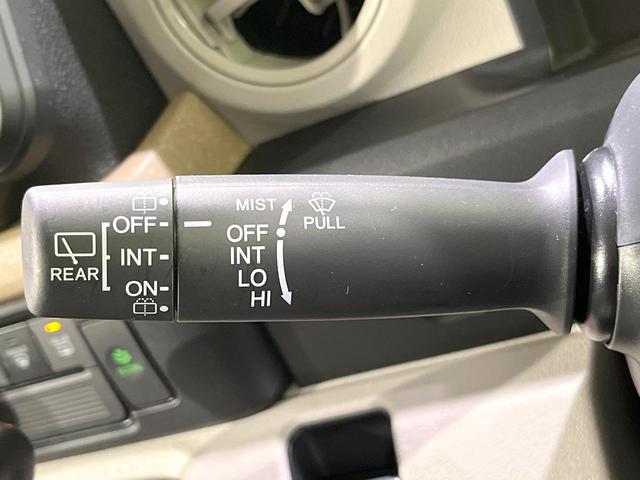 OFF
INT
ON
REAR
MIST
OFF
INT
LO
HI
PULL